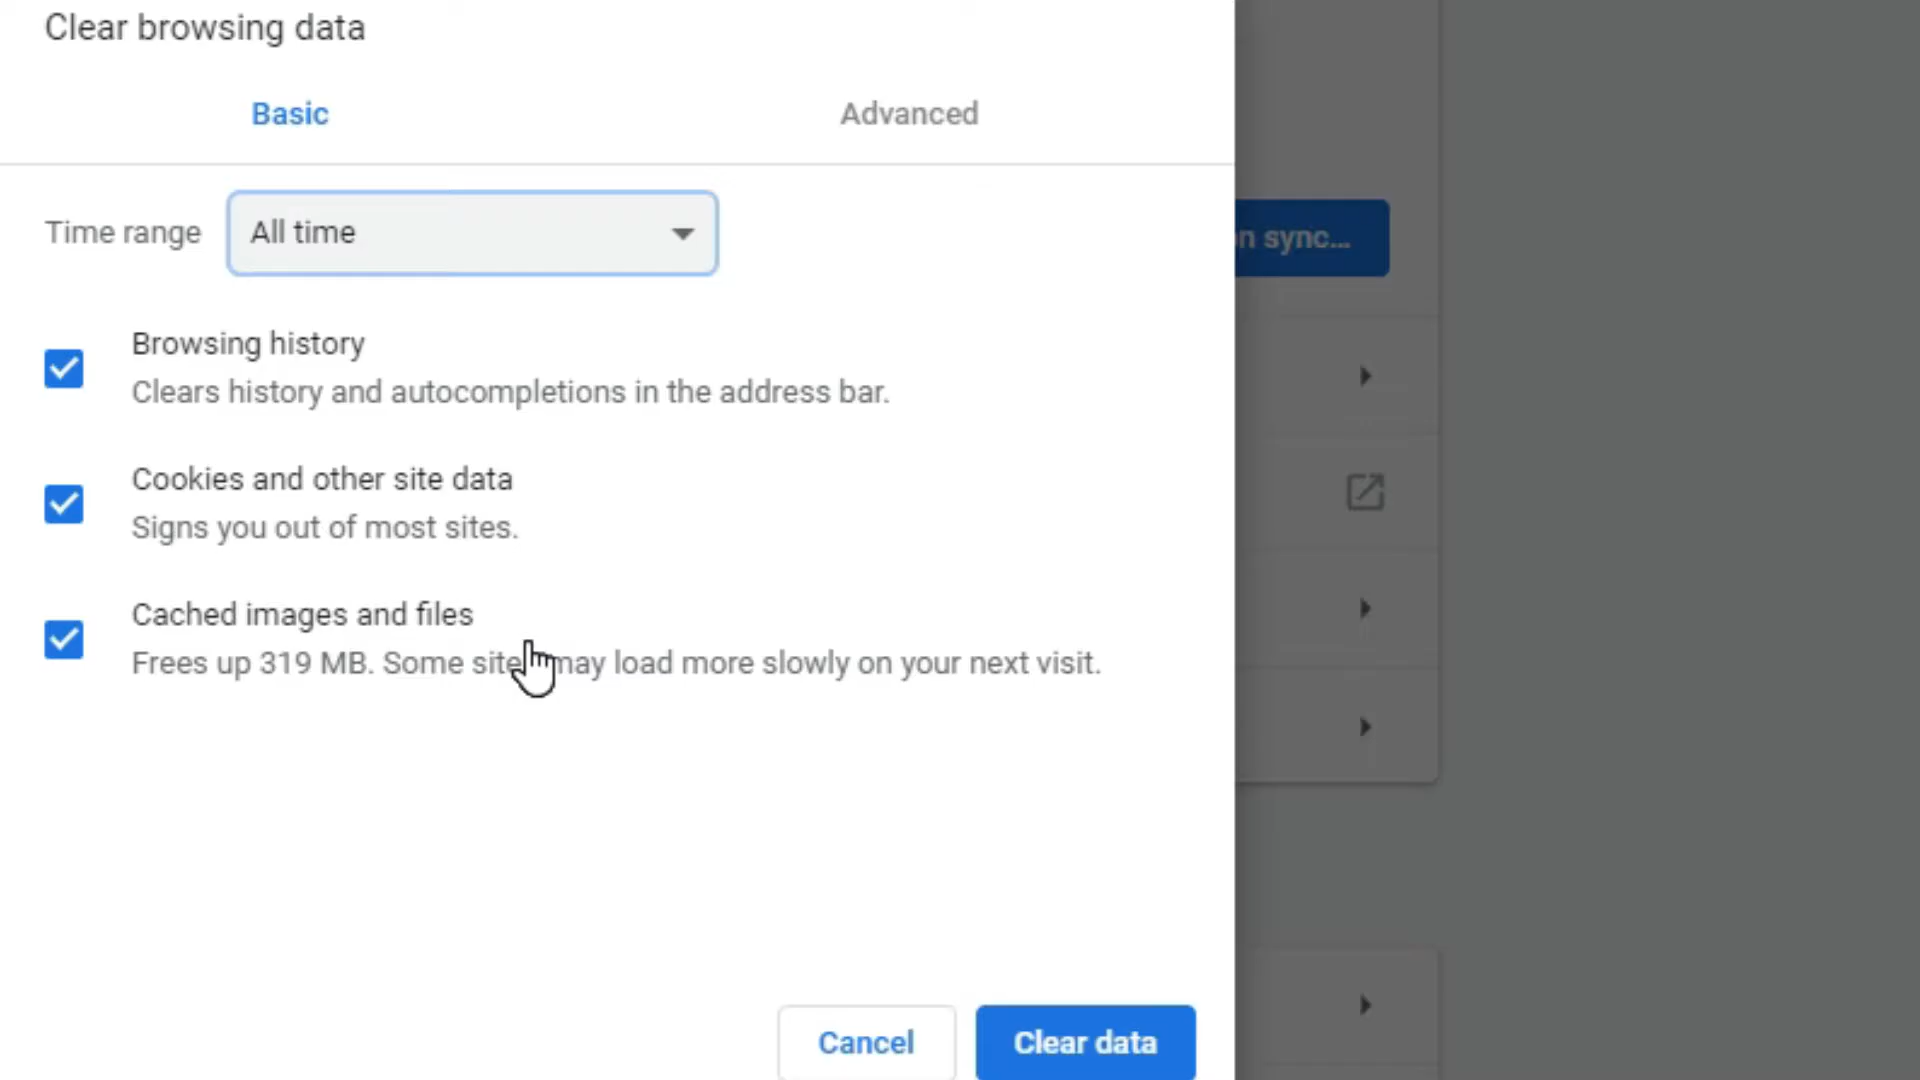 Clear browsing data
Basic
Advanced
Time range
All time
n sync...
Browsing history
Clears history and autocompletions in the address bar.
Cookies and other site data
Signs you out of most sites.
Cached images and files
Frees up 319 MB. Some site may load more slowly on your next visit.
Cancel
Clear data